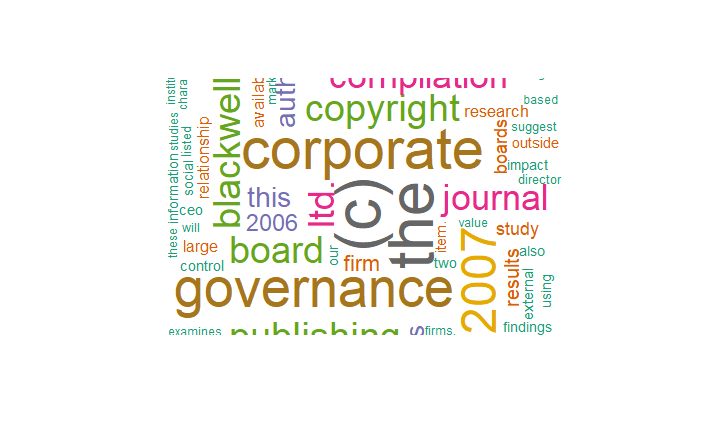 compilation
instit
chara
blackwell
availab
mark
auth
copyright
research
based
suggest
boards
outside
corporate
studies
listed
relationship
impact
director
information
social
this
ltd.
(c)
the
journal
ceo
will
2006
value
study
these
large
board
our
firm
item.
two
2007
results
also
control
governance
external
using
examines
publishing
s
firms.
findings